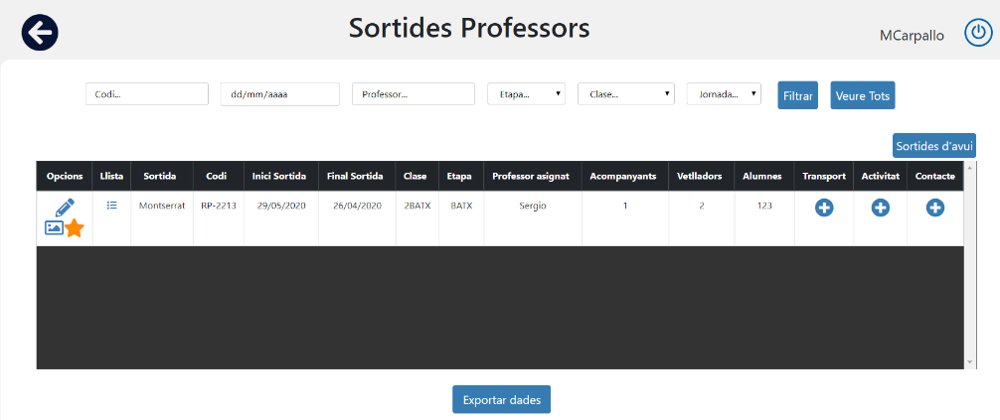 Sortides Professors
MCarpallo
Codi... dd/mm/aaaa Professor... Etapa... Clase... Jornada... Filtrar Veure Tots
Sortides d'avui
Opcions Llista Sortida Codi Inici Sortida Final Sortida Clase Etapa Professor asignat Acompanyants Vetlladors Alumnes Transport Activitat Contacte
Montserrat RP-2213 29/05/2020 26/04/2020 2BATX BATX Sergio 1 2 123
Exportar dades